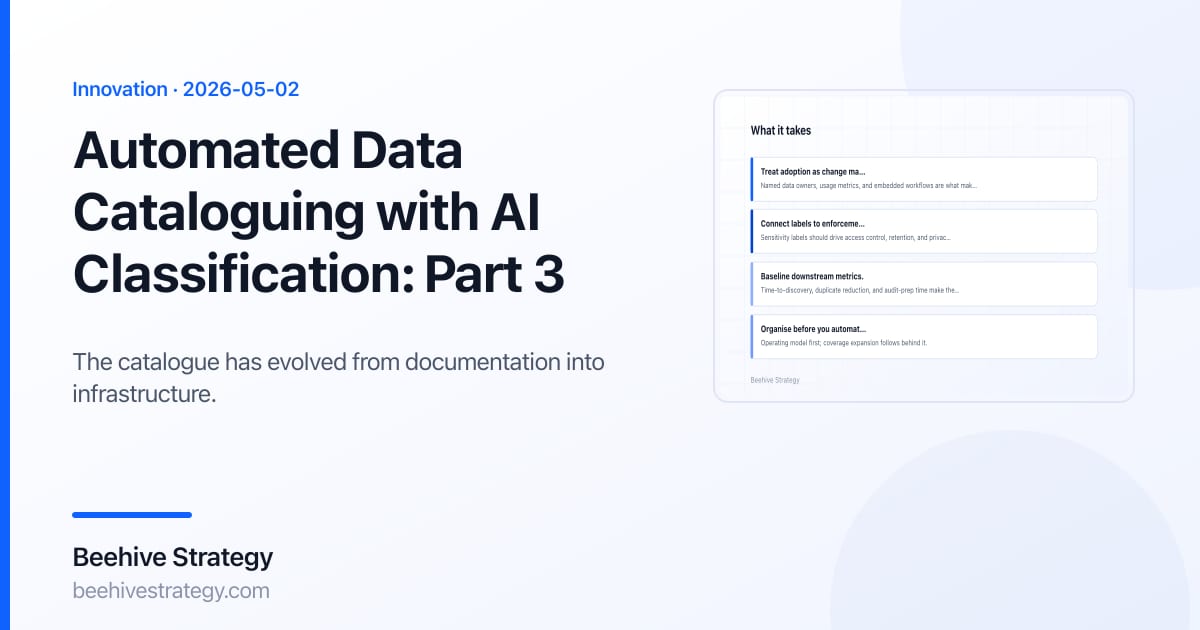 Innovation · 2026-05-02
Automated Data
Cataloguing with AI
Classification: Part 3
The catalogue has evolved from documentation into
infrastructure.
Beehive Strategy
beehivestrategy.com
What it takes
Treat adoption as change ma...
Named data owners, usage metrics, and embedded workflows are what mak...
Connect labels to enforceme...
Sensitivity labels should drive access control, retention, and privac...
Baseline downstream metrics.
Time-to-discovery, duplicate reduction, and audit-prep time make the...
Organise before you automat...
Operating model first; coverage expansion follows behind it.
Beehive Strategy